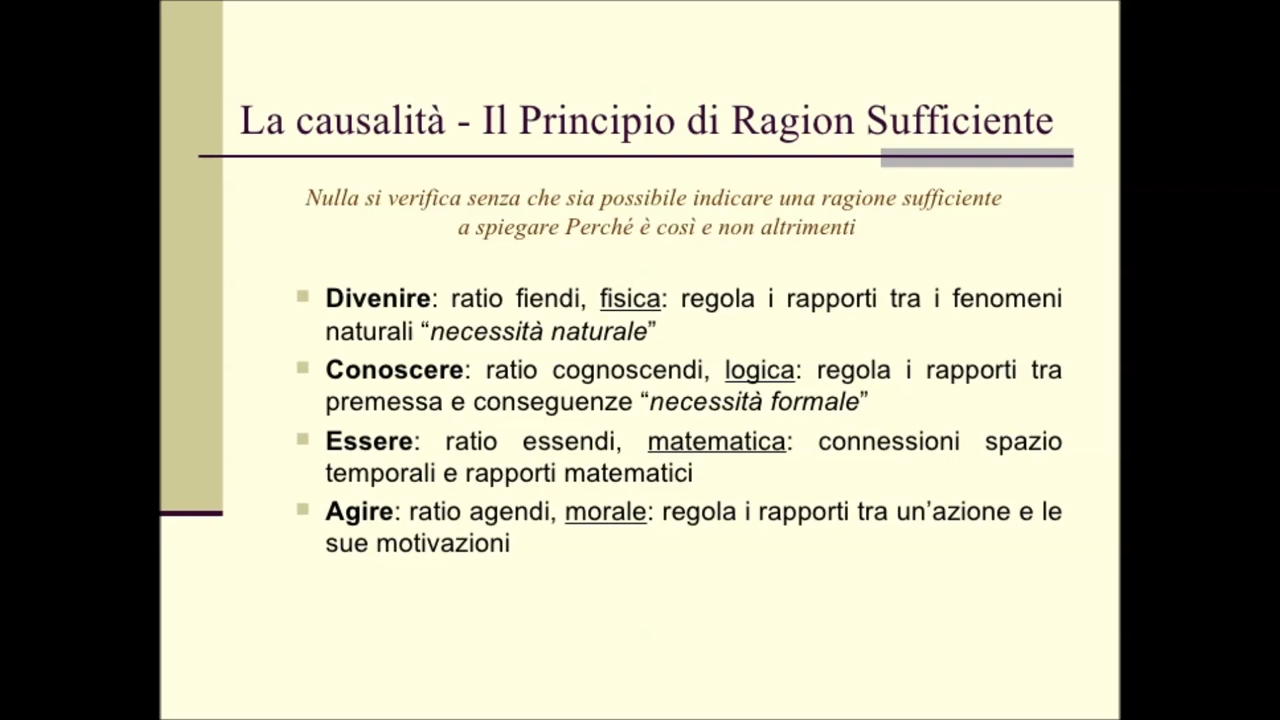 La causalità - Il Principio di Ragion Sufficiente
Nulla si verifica senza che sia possibile indicare una ragione sufficiente
a spiegare Perché è così e non altrimenti
Divenire: ratio fiendi, fisica: regola i rapporti tra i fenomeni
naturali “necessità naturale”
Conoscere: ratio cognoscendi, logica: regola i rapporti tra
premessa e conseguenze “necessità formale”
Essere: ratio essendi, matematica: connessioni spazio
temporali e rapporti matematici
Agire: ratio agendi, morale: regola i rapporti tra un’azione e le
sue motivazioni